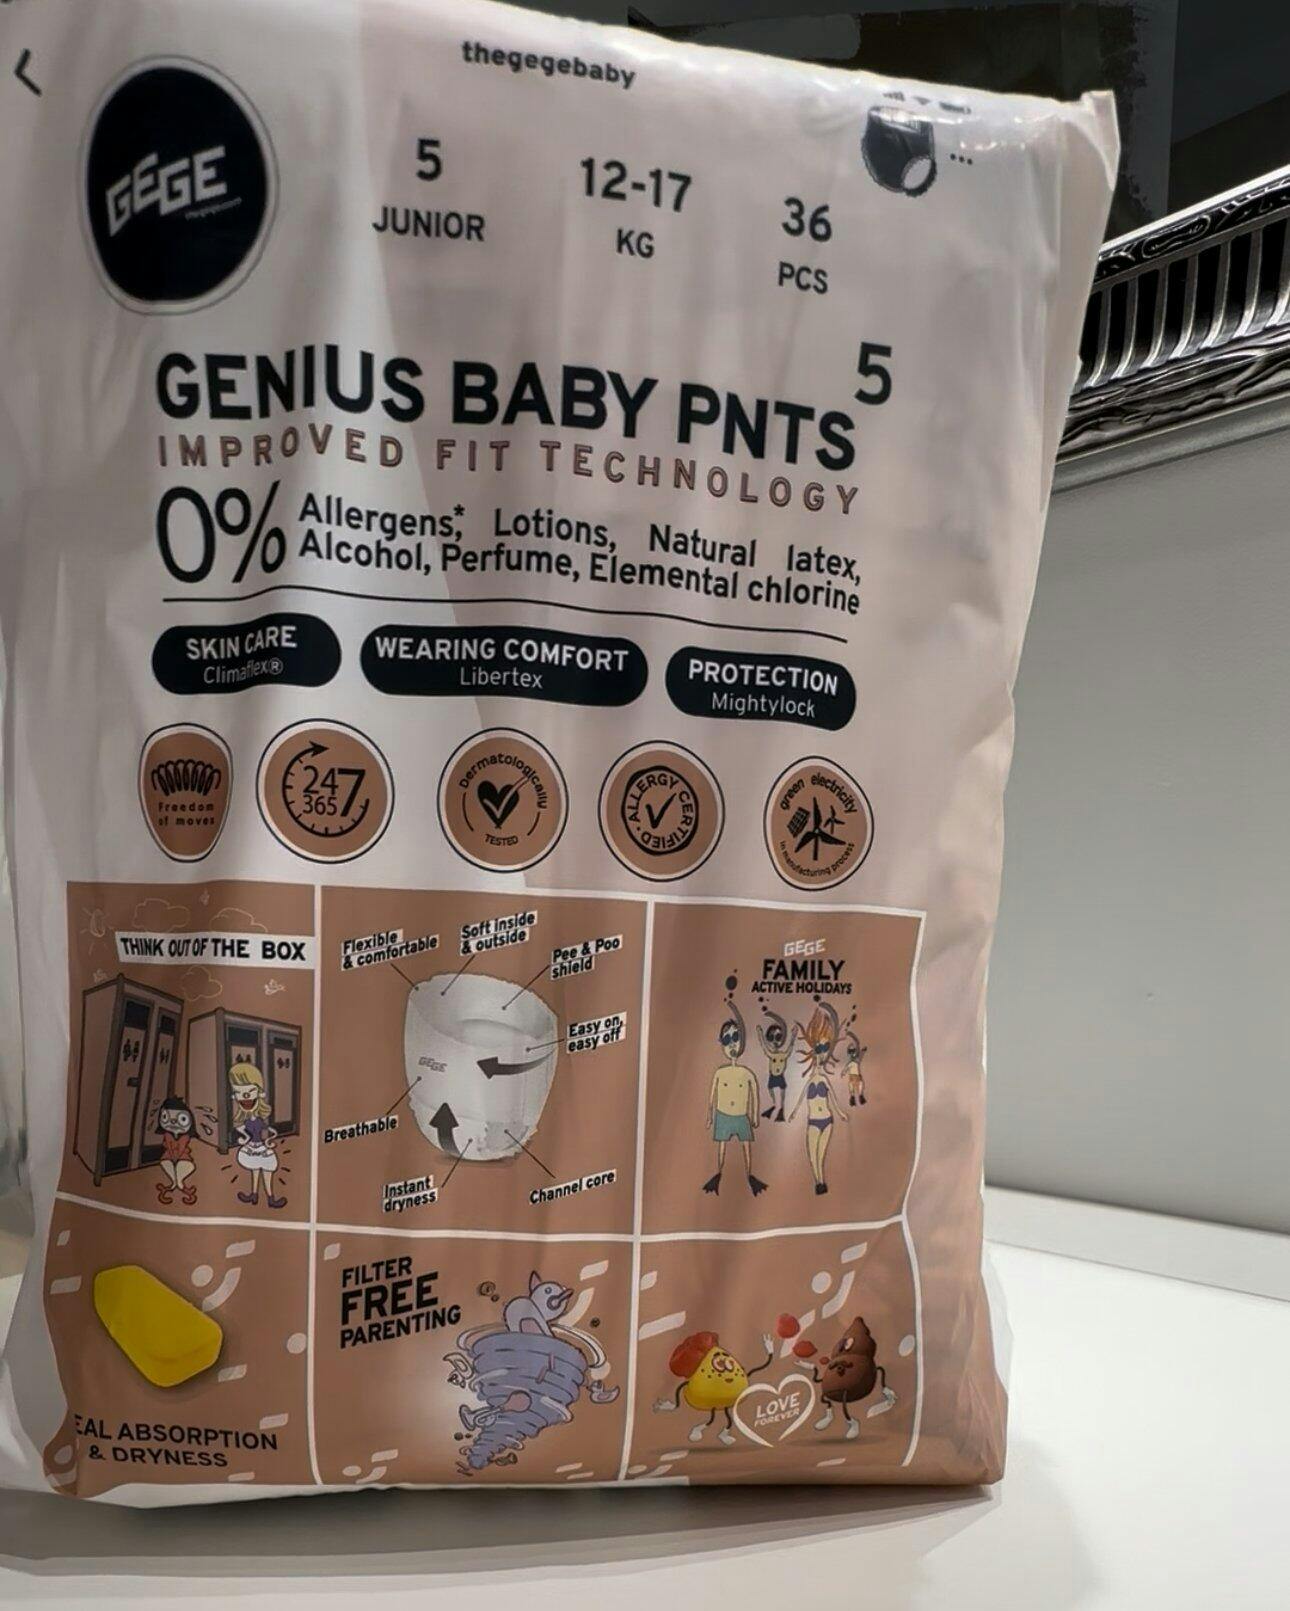 thegegebaby
GEGE
5
JUNIOR
12-17
KG
36
PCS
GENIUS BABY PNTS 5
IMPROVED FIT TECHNOLOGY
0%
Allergens*, Lotions, Natural latex,
Alcohol, Perfume, Elemental chlorine
SKIN CARE
Climaflex®
WEARING COMFORT
Libertex
PROTECTION
Mightylock
Freedom
of moves
247
365
Dermatologically
TESTED
ALLERGY CERTIFIED
green electricity
in manufacturing process
THINK OUT OF THE BOX
Flexible
& comfortable
Soft inside
& outside
Pee & Poo
shield
Easy on,
easy off
GEGE
Breathable
Instant
dryness
Channel core
GEGE
FAMILY
ACTIVE HOLIDAYS
EAL ABSORPTION
& DRYNESS
FILTER
FREE
PARENTING
LOVE
FOREVER